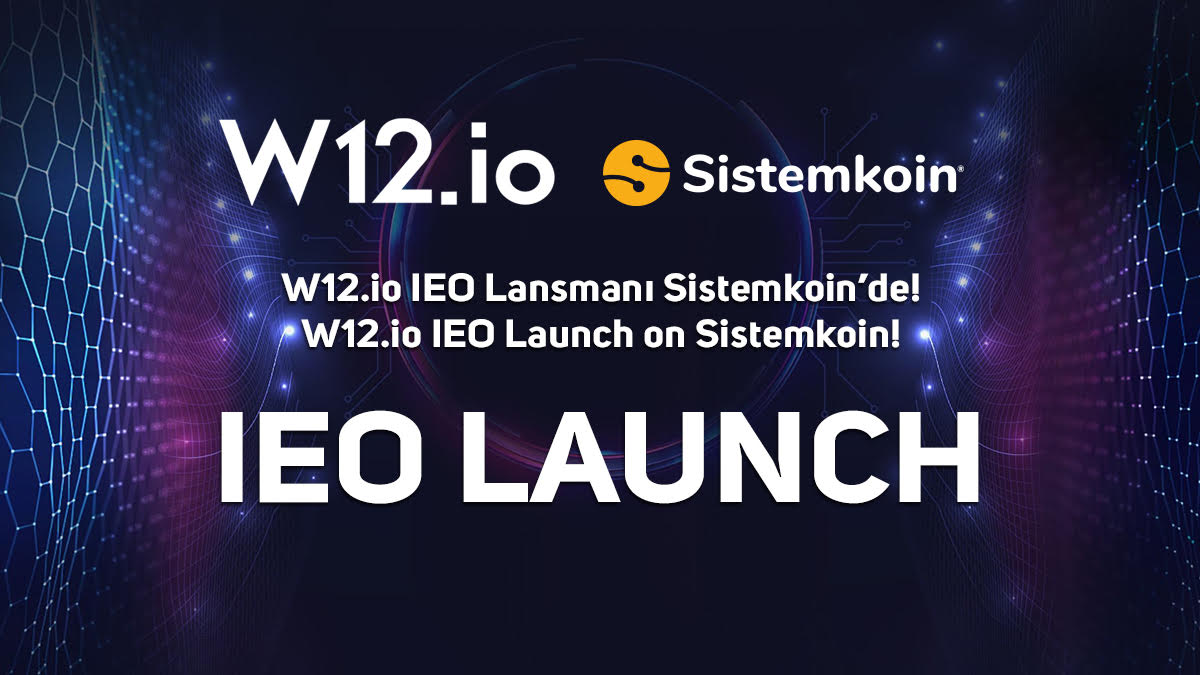 W12.io Sistemkoin®
W12.io IEO Lansmanı Sistemkoin’de!
W12.io IEO Launch on Sistemkoin!
IEO LAUNCH